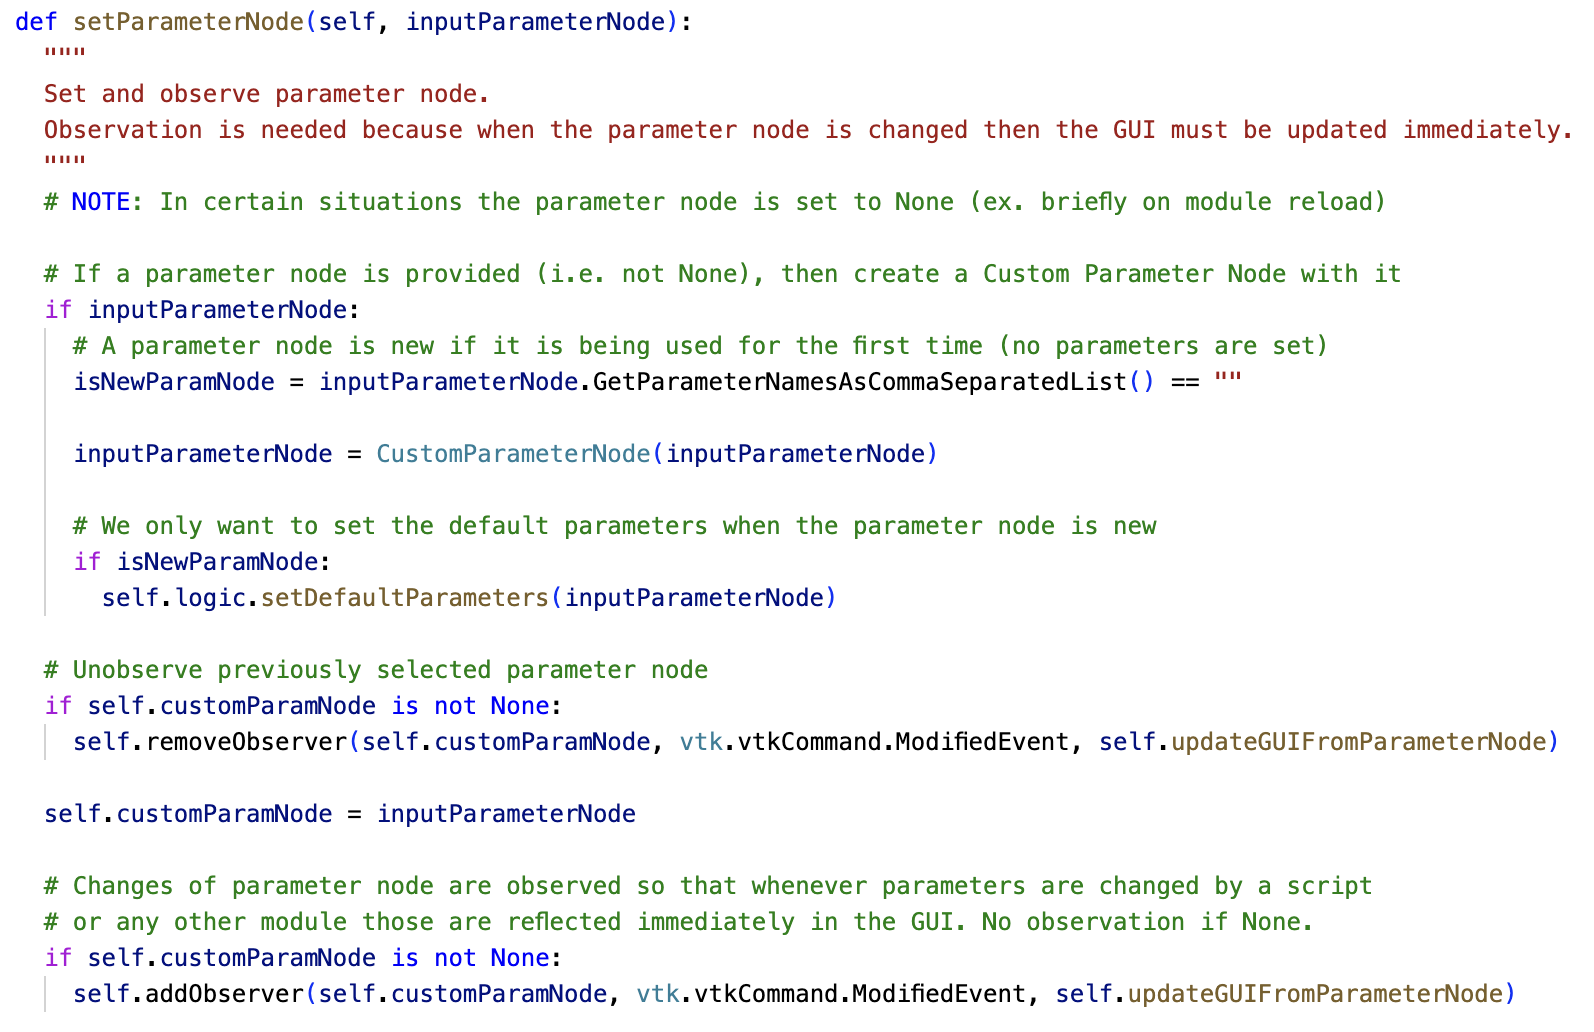 def setParameterNode(self, inputParameterNode):
"""
Set and observe parameter node.
Observation is needed because when the parameter node is changed then the GUI must be updated immediately.
"""
# NOTE: In certain situations the parameter node is set to None (ex. briefly on module reload)
# If a parameter node is provided (i.e. not None), then create a Custom Parameter Node with it
if inputParameterNode:
# A parameter node is new if it is being used for the first time (no parameters are set)
isNewParamNode = inputParameterNode.GetParameterNamesAsCommaSeparatedList() == ""
inputParameterNode = CustomParameterNode(inputParameterNode)
# We only want to set the default parameters when the parameter node is new
if isNewParamNode:
self.logic.setDefaultParameters(inputParameterNode)
# Unobserve previously selected parameter node
if self.customParamNode is not None:
self.removeObserver(self.customParamNode, vtk.vtkCommand.ModifiedEvent, self.updateGUIFromParameterNode)
self.customParamNode = inputParameterNode
# Changes of parameter node are observed so that whenever parameters are changed by a script
# or any other module those are reflected immediately in the GUI. No observation if None.
if self.customParamNode is not None:
self.addObserver(self.customParamNode, vtk.vtkCommand.ModifiedEvent, self.updateGUIFromParameterNode)